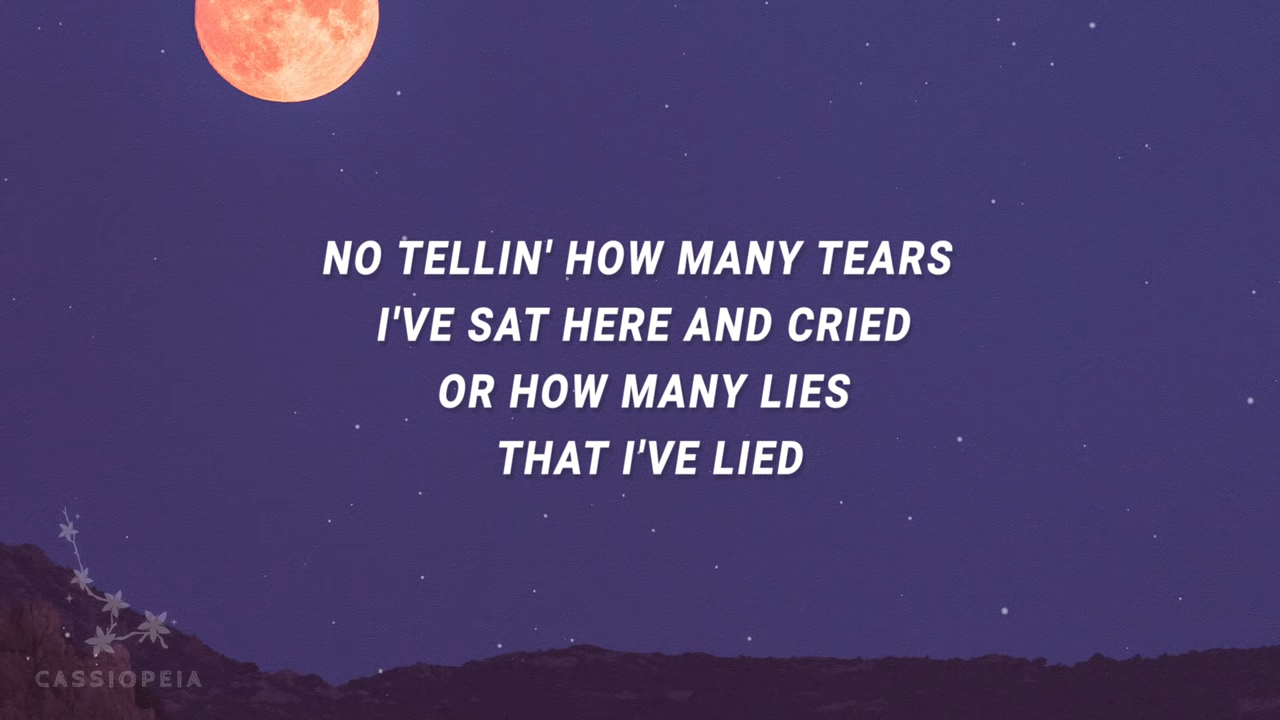 NO TELLIN' HOW MANY TEARS
I'VE SAT HERE AND CRIED
OR HOW MANY LIES
THAT I'VE LIED
CASSIOPEIA